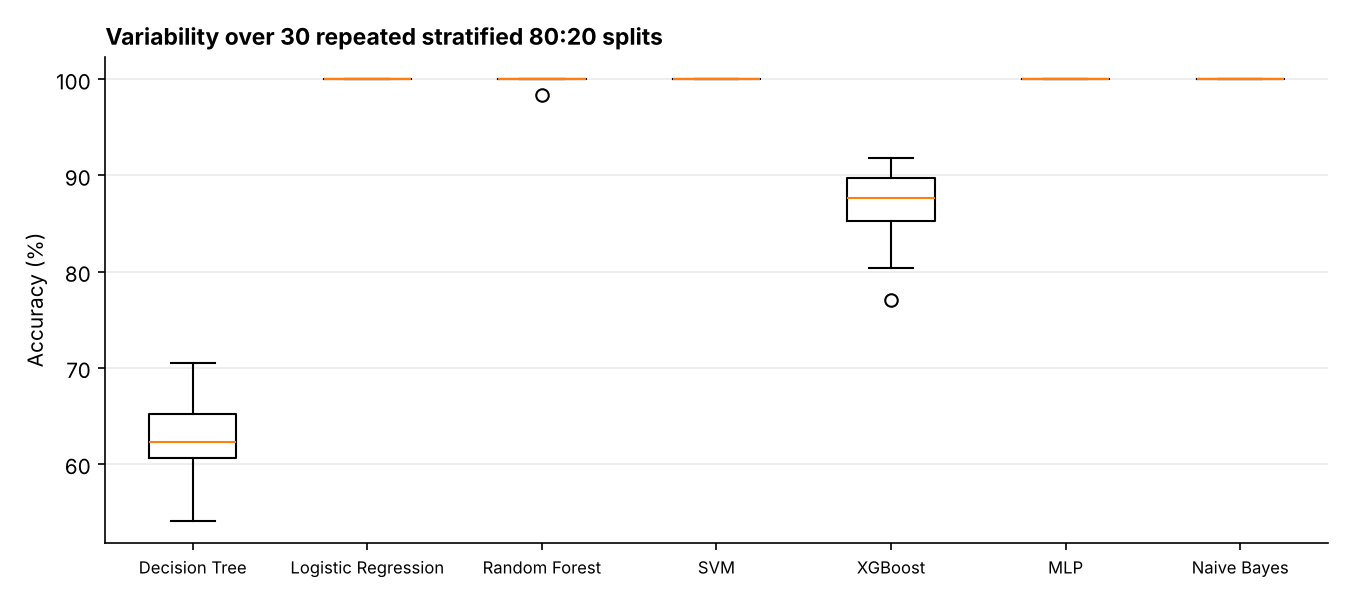 Variability over 30 repeated stratified 80:20 splits
Accuracy (%)
100
90
80
70
60
Decision Tree Logistic Regression Random Forest SVM XGBoost MLP Naive Bayes